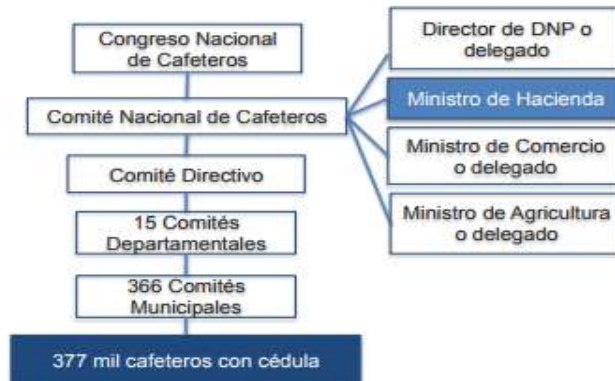 Congreso Nacional
de Cafeteros
Comité Nacional de Cafeteros
Comité Directivo
15 Comités
Departamentales
366 Comités
Municipales
377 mil cafeteros con cédula
Director de DNP o
delegado
Ministro de Hacienda
Ministro de Comercio
o delegado
Ministro de Agricultura
o delegado